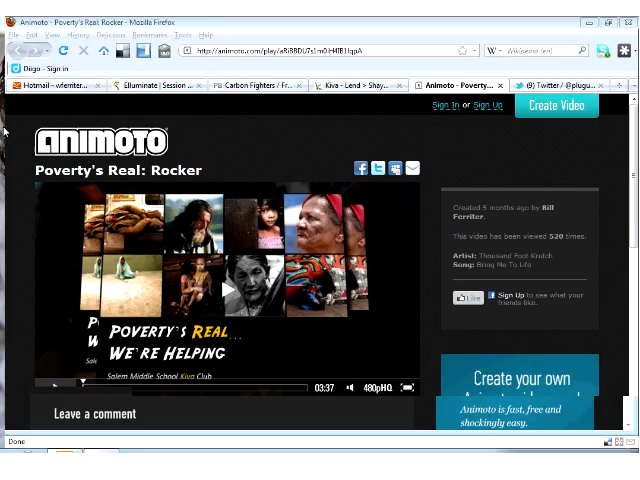 Animoto - Poverty's Real: Rocker - Mozilla Firefox
File Edit View History Delicious Bookmarks Tools Help
http://animoto.com/play/
W Wikipedia (en)
Diigo - Sign in
Hotmail - wferriter...
Elluminate | Session ...
PB Carbon Fighters / Fr...
Kiva - Lend > Shay...
Animoto - Poverty...
(9) Twitter / @plugu...
Sign In or Sign Up
Create Video
ANIMOTO
Poverty's Real: Rocker
Created 5 months ago by Bill
Ferriter.
This video has been viewed 520 times.
Artist: Thousand Foot Krutch
Song: Bring Me To Life
Like
Sign Up to see what your
friends like.
POVERTY'S REAL...
WE'RE HELPING
Salem Middle School Kiva Club
03:37
480pHQ
Create your own
Animoto is fast, free and
shockingly easy.
Leave a comment
Done